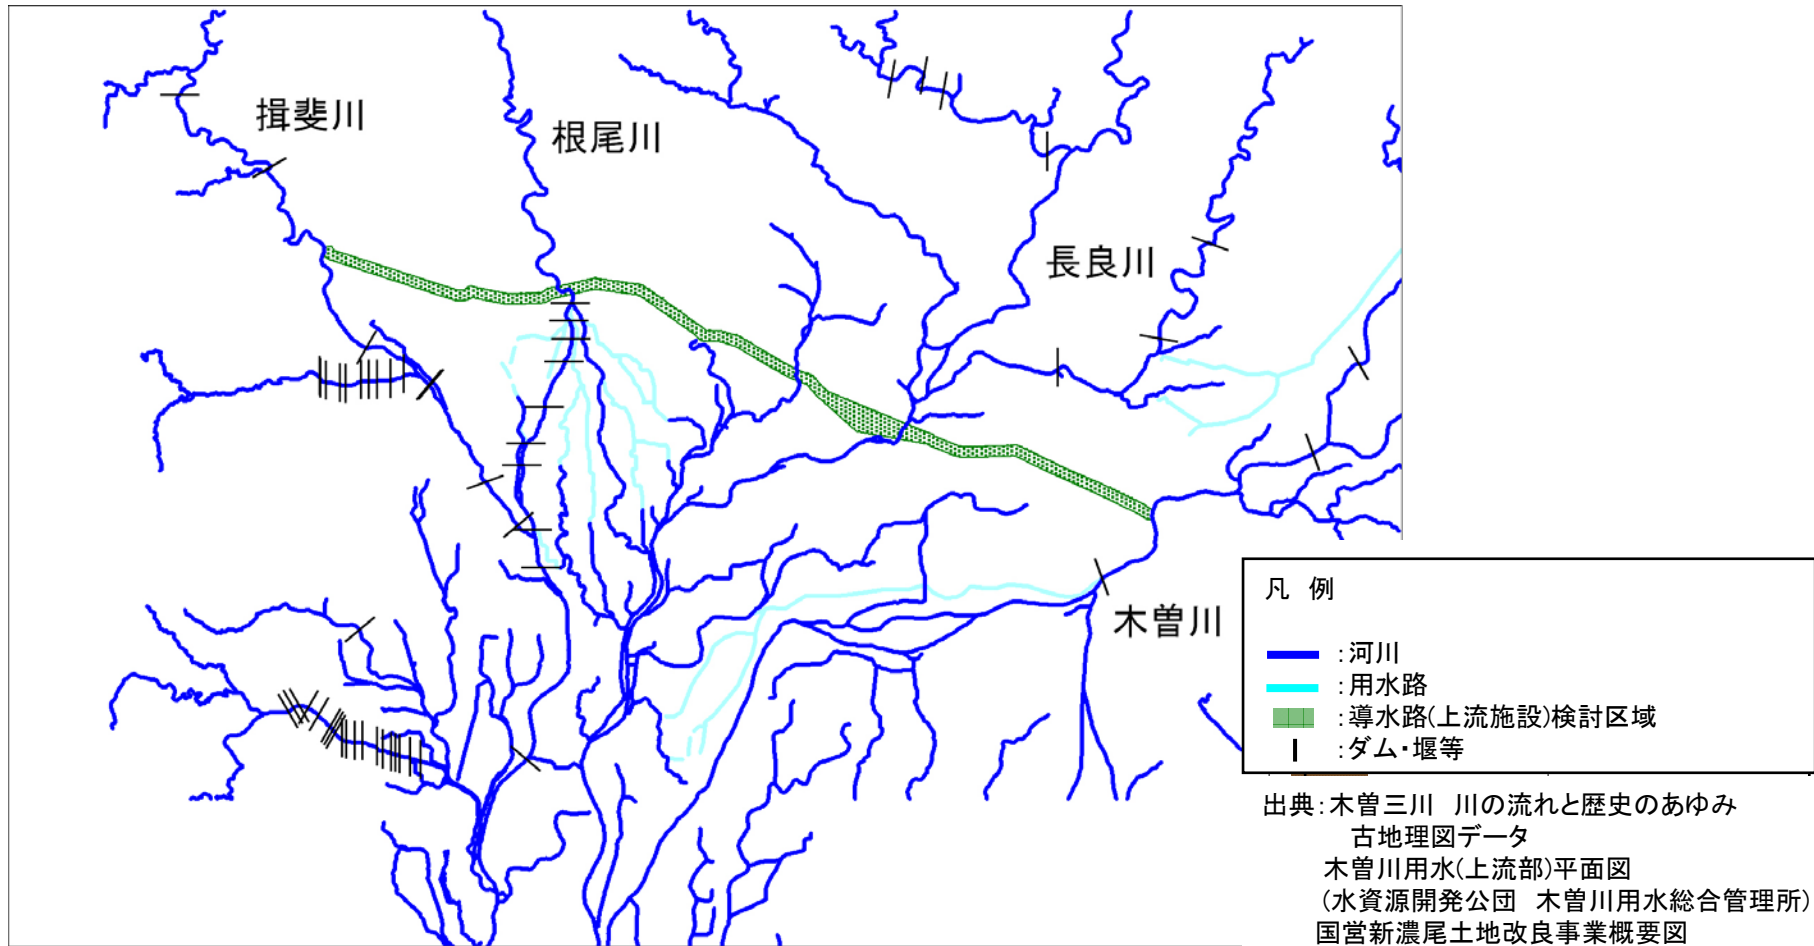 揖斐川
根尾川
長良川
木曽川
凡 例
：河川
：用水路
：導水路(上流施設)検討区域
：ダム・堰等
出典：木曽三川　川の流れと歴史のあゆみ
古地理図データ
木曽川用水(上流部)平面図
(水資源開発公団　木曽川用水総合管理所)
国営新濃尾土地改良事業概要図